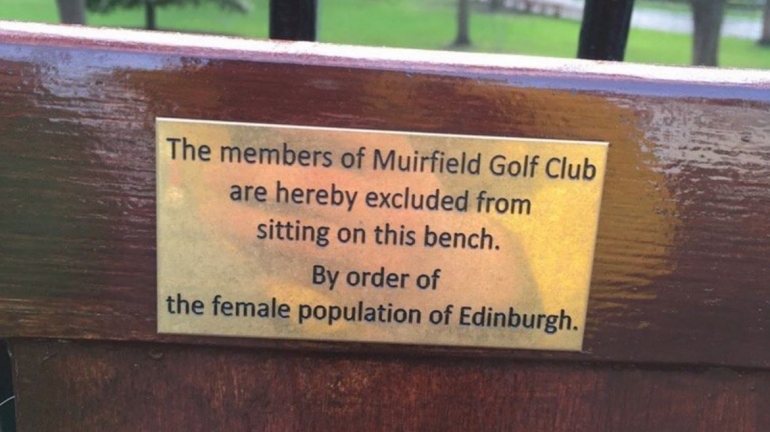 The members of Muirfield Golf Club
are hereby excluded from
sitting on this bench.
By order of
the female population of Edinburgh.